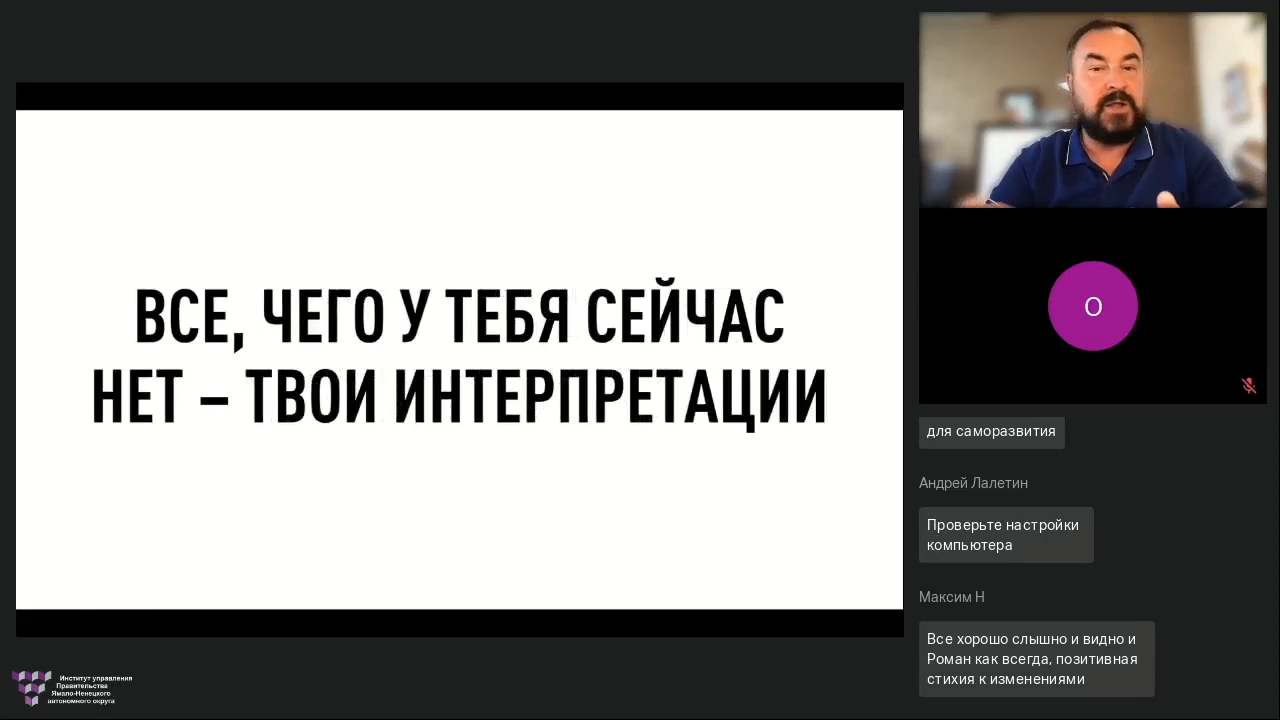 ВСЕ, ЧЕГО У ТЕБЯ СЕЙЧАС
НЕТ – ТВОИ ИНТЕРПРЕТАЦИИ
О
для саморазвития
Андрей Лалетин
Проверьте настройки
компьютера
Максим Н
Все хорошо слышно и видно и
Роман как всегда, позитивная
стихия к изменениями
Институт управления
Правительства
Ямало-Ненецкого
автономного округа